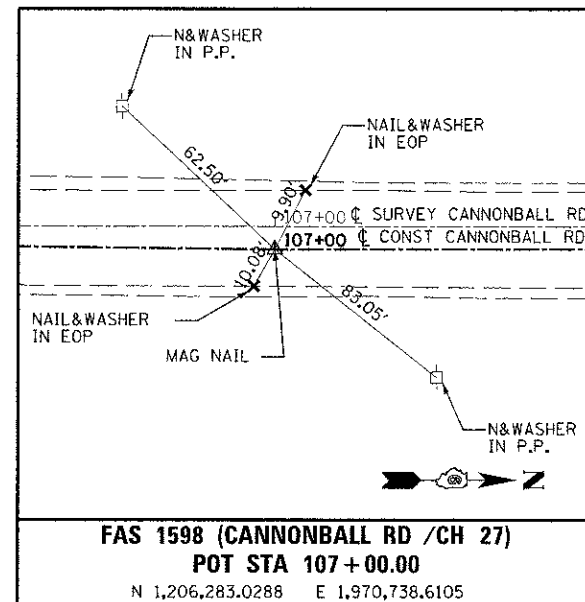 N&WASHER
IN P.P.
NAIL&WASHER
IN EOP
62.50'
9.90'
107+00 ℄ SURVEY CANNONBALL RD
107+00 ℄ CONST CANNONBALL RD
10.08'
83.05'
NAIL&WASHER
IN EOP
MAG NAIL
N&WASHER
IN P.P.
N
FAS 1598 (CANNONBALL RD /CH 27)
POT STA 107+00.00
N 1,206,283.0288 E 1,970,738.6105